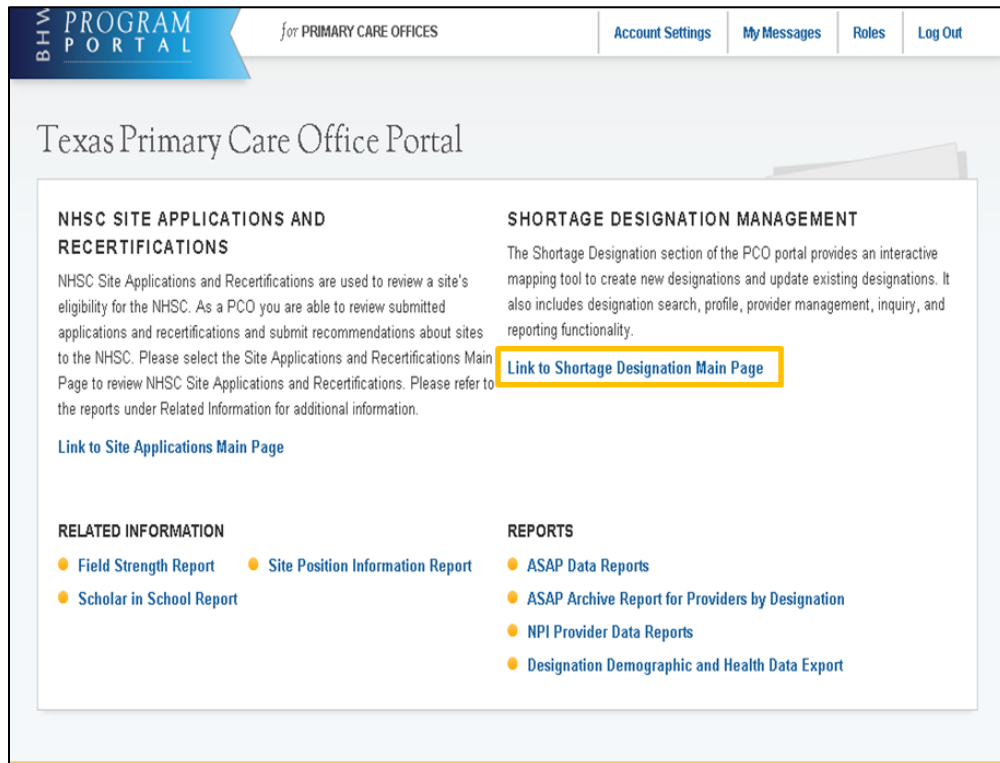 BHW
PROGRAM
PORTAL
for PRIMARY CARE OFFICES
Account Settings
My Messages
Roles
Log Out
Texas Primary Care Office Portal
NHSC SITE APPLICATIONS AND
RECERTIFICATIONS
NHSC Site Applications and Recertifications are used to review a site's
eligibility for the NHSC. As a PCO you are able to review submitted
applications and recertifications and submit recommendations about sites
to the NHSC. Please select the Site Applications and Recertifications Main
Page to review NHSC Site Applications and Recertifications. Please refer to
the reports under Related Information for additional information.
Link to Site Applications Main Page
SHORTAGE DESIGNATION MANAGEMENT
The Shortage Designation section of the PCO portal provides an interactive
mapping tool to create new designations and update existing designations. It
also includes designation search, profile, provider management, inquiry, and
reporting functionality.
Link to Shortage Designation Main Page
RELATED INFORMATION
Field Strength Report
Site Position Information Report
Scholar in School Report
REPORTS
ASAP Data Reports
ASAP Archive Report for Providers by Designation
NPI Provider Data Reports
Designation Demographic and Health Data Export